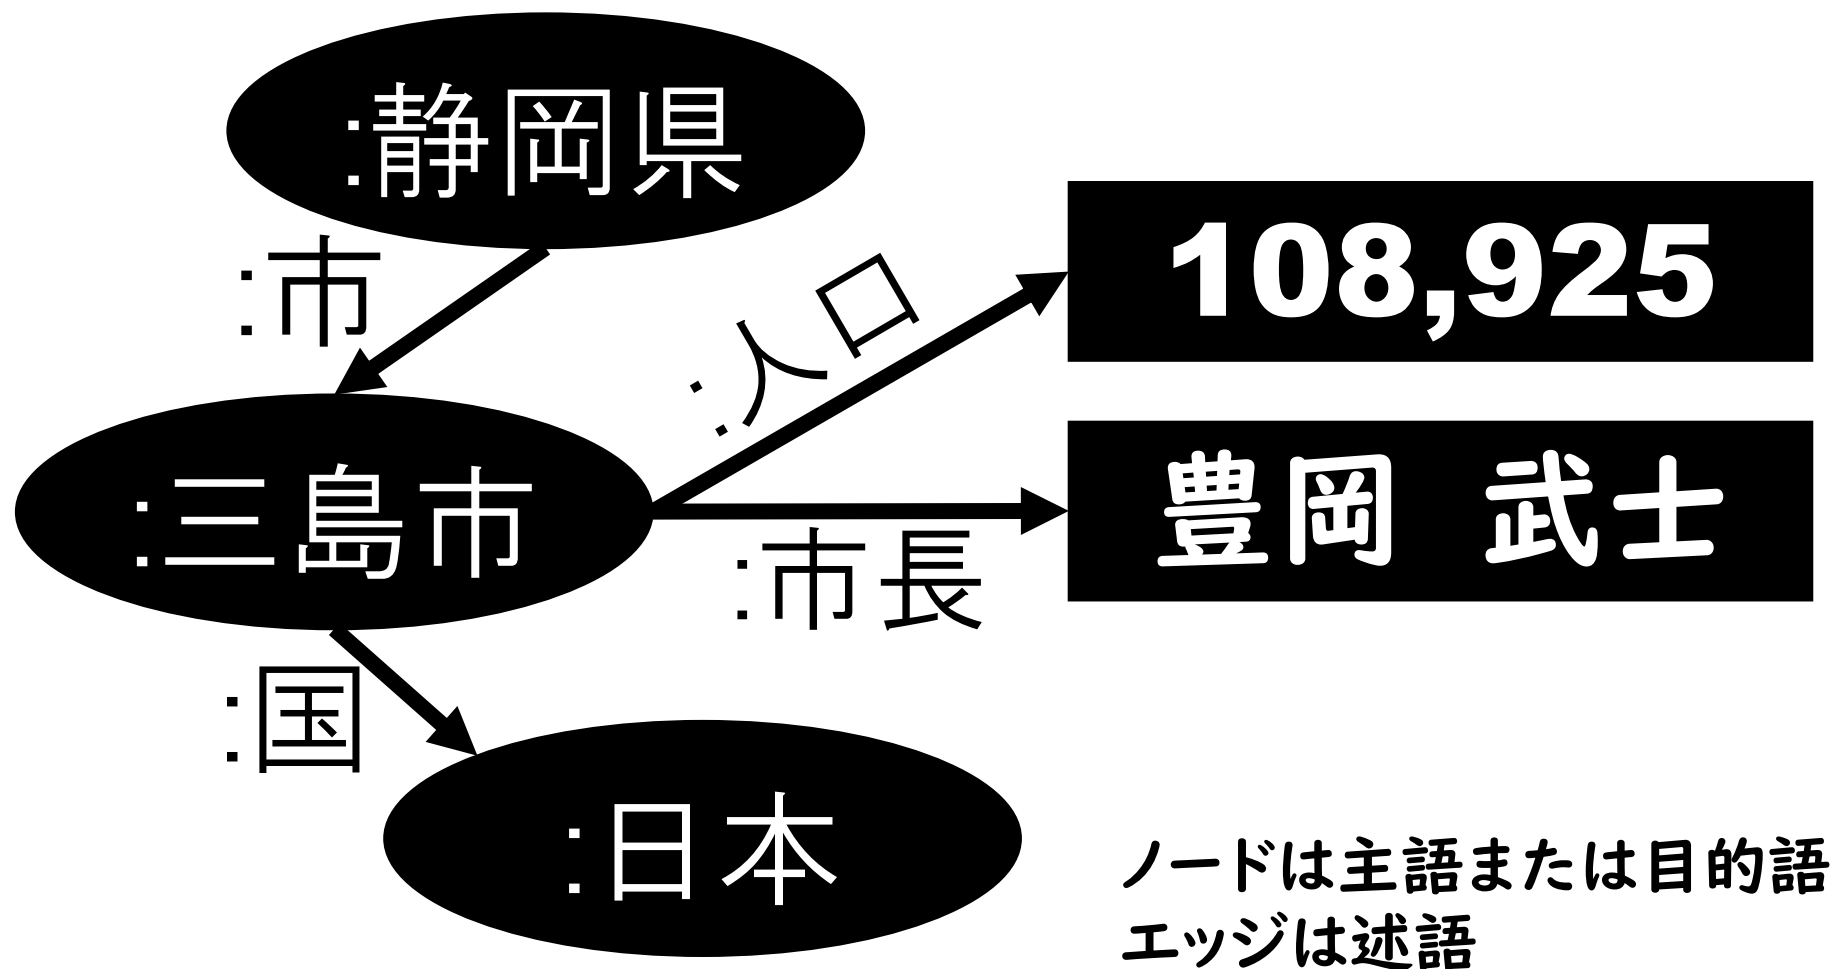 :静岡県
:市
:人口
108,925
:三島市
:市長
豊岡 武士
:国
:日本
ノードは主語または目的語
エッジは述語